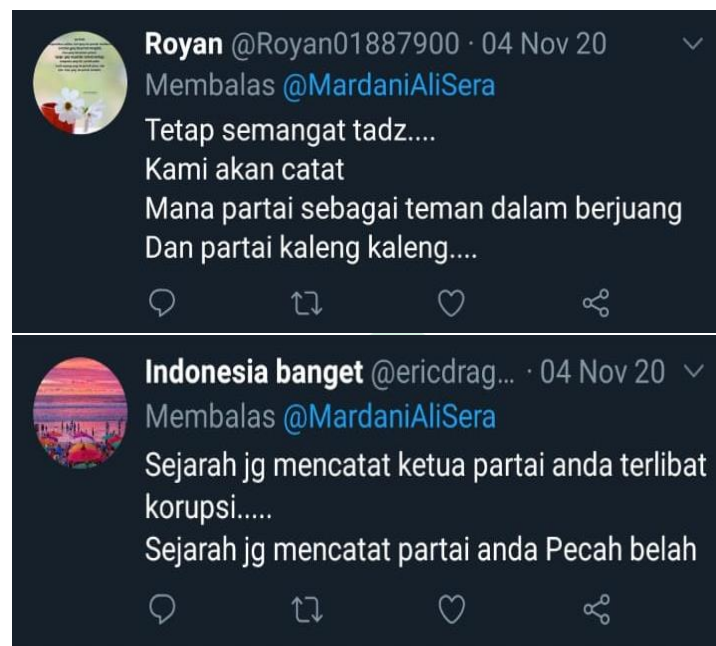 Royan @Royan01887900 · 04 Nov 20
Membalas @MardaniAliSera
Tetap semangat tadz....
Kami akan catat
Mana partai sebagai teman dalam berjuang
Dan partai kaleng kaleng....
Indonesia banget @ericdrag... · 04 Nov 20
Membalas @MardaniAliSera
Sejarah jg mencatat ketua partai anda terlibat
korupsi.....
Sejarah jg mencatat partai anda Pecah belah